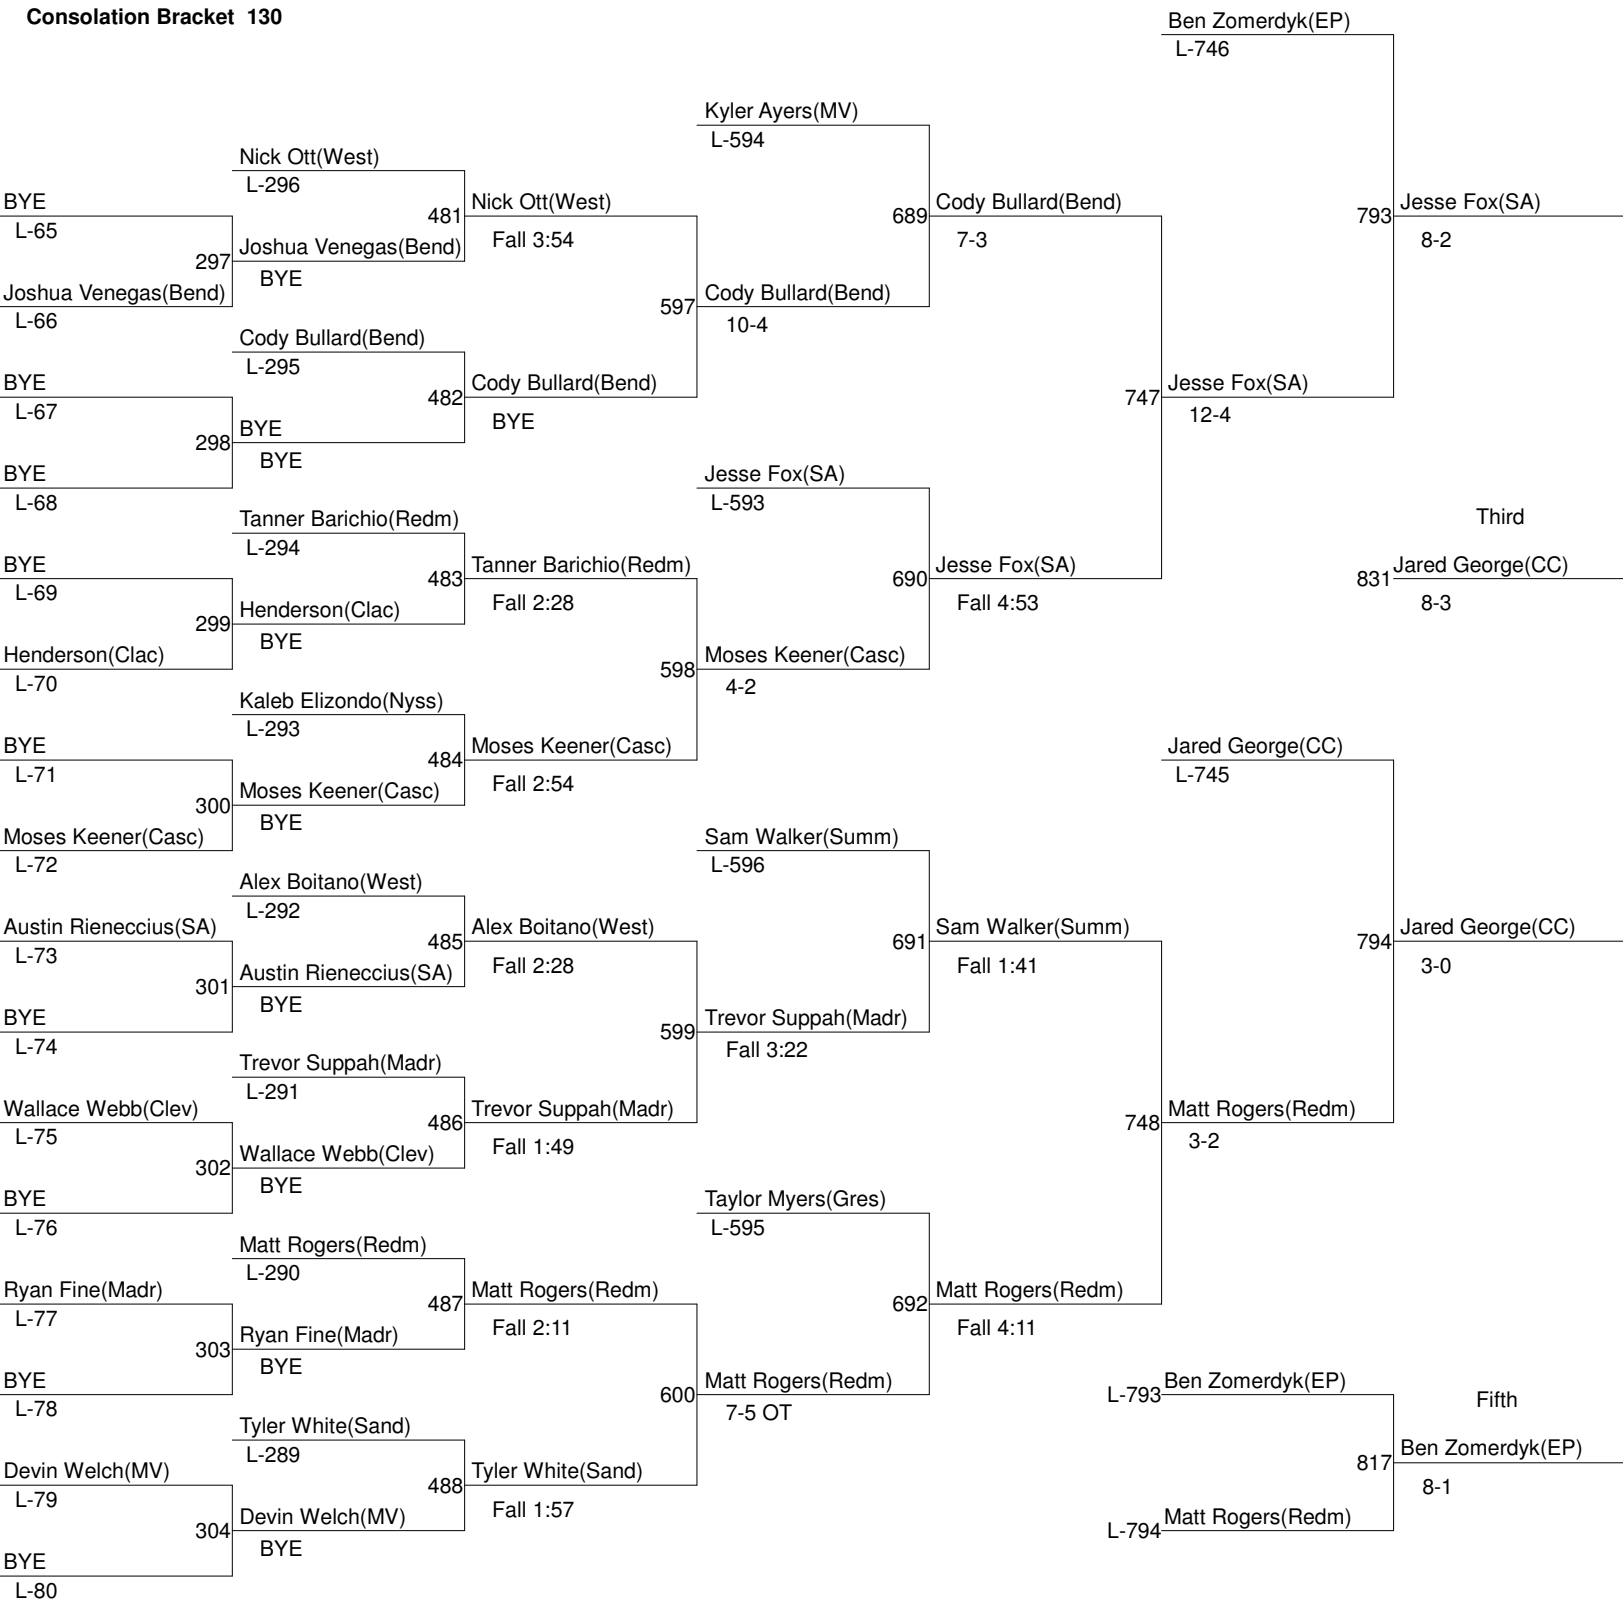 Consolation Bracket 130
BYE
L-65
Joshua Venegas(Bend)
L-66
BYE
L-67
BYE
L-68
BYE
L-69
Henderson(Clac)
L-70
BYE
L-71
Moses Keener(Casc)
L-72
Austin Rieneccius(SA)
L-73
BYE
L-74
Wallace Webb(Clev)
L-75
BYE
L-76
Ryan Fine(Madr)
L-77
BYE
L-78
Devin Welch(MV)
L-79
BYE
L-80
Nick Ott(West)
L-296
297
Joshua Venegas(Bend)
BYE
Cody Bullard(Bend)
L-295
298
BYE
BYE
Tanner Barichio(Redm)
L-294
299
Henderson(Clac)
BYE
Kaleb Elizondo(Nyss)
L-293
300
Moses Keener(Casc)
BYE
Alex Boitano(West)
L-292
301
Austin Rieneccius(SA)
BYE
Trevor Suppah(Madr)
L-291
302
Wallace Webb(Clev)
BYE
Matt Rogers(Redm)
L-290
303
Ryan Fine(Madr)
BYE
Tyler White(Sand)
L-289
304
Devin Welch(MV)
BYE
481
Nick Ott(West)
Fall 3:54
482
Cody Bullard(Bend)
BYE
483
Tanner Barichio(Redm)
Fall 2:28
484
Moses Keener(Casc)
Fall 2:54
485
Alex Boitano(West)
Fall 2:28
486
Trevor Suppah(Madr)
Fall 1:49
487
Matt Rogers(Redm)
Fall 2:11
488
Tyler White(Sand)
Fall 1:57
Kyler Ayers(MV)
L-594
597
Cody Bullard(Bend)
10-4
Jesse Fox(SA)
L-593
598
Moses Keener(Casc)
4-2
Sam Walker(Summ)
L-596
599
Trevor Suppah(Madr)
Fall 3:22
Taylor Myers(Gres)
L-595
600
Matt Rogers(Redm)
7-5 OT
689
Cody Bullard(Bend)
7-3
690
Jesse Fox(SA)
Fall 4:53
691
Sam Walker(Summ)
Fall 1:41
692
Matt Rogers(Redm)
Fall 4:11
Ben Zomerdyk(EP)
L-746
747
Jesse Fox(SA)
12-4
Jared George(CC)
L-745
748
Matt Rogers(Redm)
3-2
L-793
Ben Zomerdyk(EP)
L-794
Matt Rogers(Redm)
793
Jesse Fox(SA)
8-2
Third
831
Jared George(CC)
8-3
794
Jared George(CC)
3-0
Fifth
817
Ben Zomerdyk(EP)
8-1